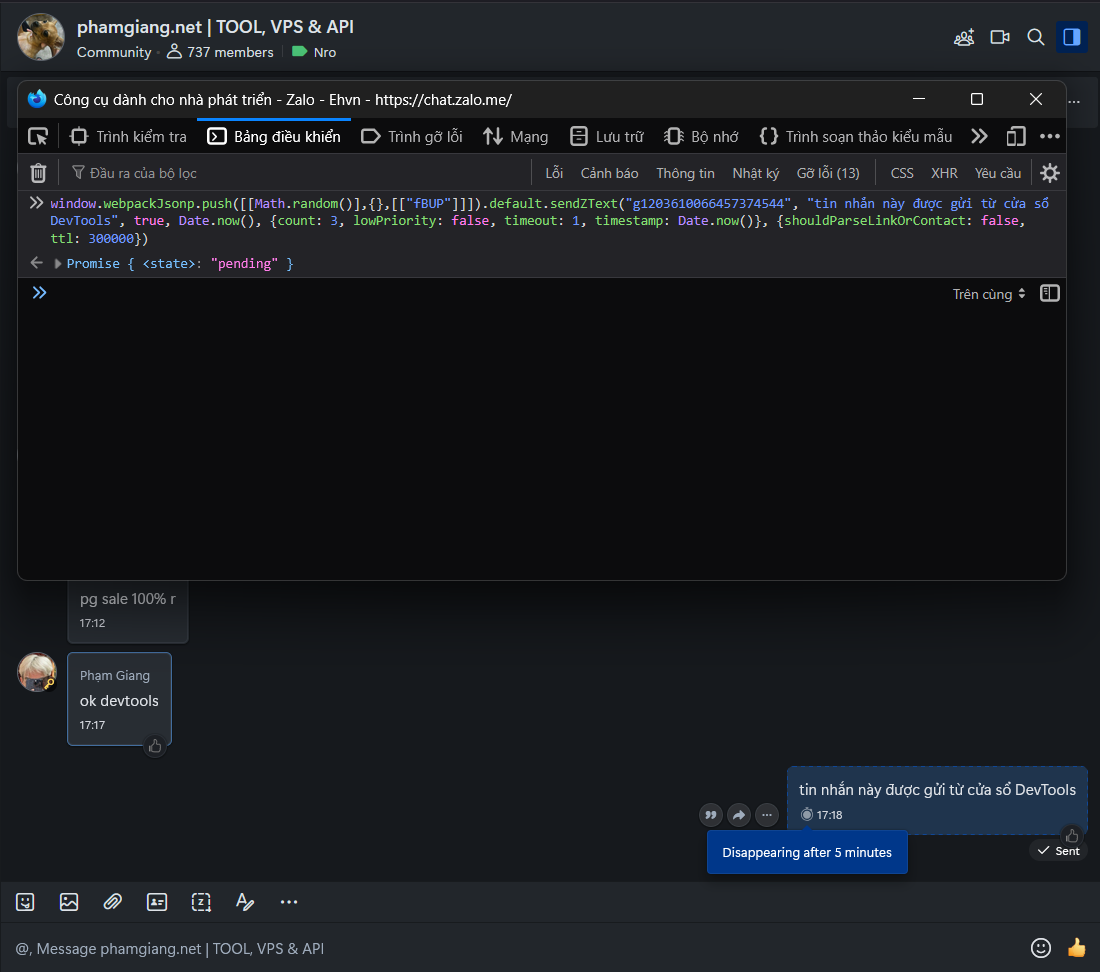 phamgiang.net | TOOL, VPS & API
Community · 737 members Nro
Công cụ dành cho nhà phát triển - Zalo - Ehvn - https://chat.zalo.me/
Trình kiểm tra Bảng điều khiển Trình gỡ lỗi Mạng Lưu trữ Bộ nhớ {} Trình soạn thảo kiểu mẫu
Đầu ra của bộ lọc Lỗi Cảnh báo Thông tin Nhật ký Gỡ lỗi (13) CSS XHR Yêu cầu
window.webpackJsonp.push([[Math.random()],{},[["fBUP"]]]).default.sendZText("g1203610066457374544", "tin nhắn này được gửi từ cửa sổ
DevTools", true, Date.now(), {count: 3, lowPriority: false, timeout: 1, timestamp: Date.now()}, {shouldParseLinkOrContact: false,
ttl: 300000})
Promise { <state>: "pending" }
Trên cùng
pg sale 100% r
17:12
Phạm Giang
ok devtools
17:17
tin nhắn này được gửi từ cửa sổ DevTools
17:18
Sent
Disappearing after 5 minutes
@, Message phamgiang.net | TOOL, VPS & API